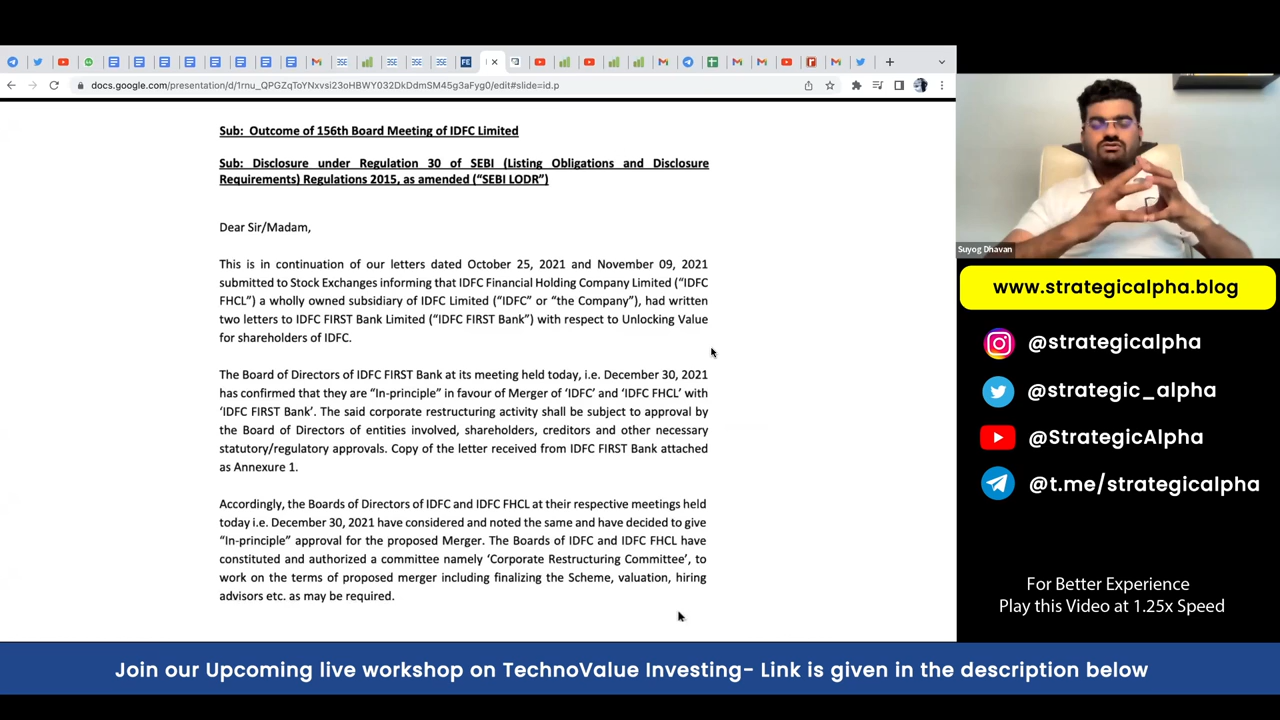 docs.google.com/presentation/d/1rnu_QPGZqToYNxvsi23oHBWY032DkDdmSM45g3aFyg0/edit#slide=id.p
Sub: Outcome of 156th Board Meeting of IDFC Limited
Sub: Disclosure under Regulation 30 of SEBI (Listing Obligations and Disclosure
Requirements) Regulations 2015, as amended (“SEBI LODR”)
Dear Sir/Madam,
This is in continuation of our letters dated October 25, 2021 and November 09, 2021
submitted to Stock Exchanges informing that IDFC Financial Holding Company Limited (“IDFC
FHCL”) a wholly owned subsidiary of IDFC Limited (“IDFC” or “the Company”), had written
two letters to IDFC FIRST Bank Limited (“IDFC FIRST Bank”) with respect to Unlocking Value
for shareholders of IDFC.
The Board of Directors of IDFC FIRST Bank at its meeting held today, i.e. December 30, 2021
has confirmed that they are “In-principle” in favour of Merger of ‘IDFC’ and ‘IDFC FHCL’ with
‘IDFC FIRST Bank’. The said corporate restructuring activity shall be subject to approval by
the Board of Directors of entities involved, shareholders, creditors and other necessary
statutory/regulatory approvals. Copy of the letter received from IDFC FIRST Bank attached
as Annexure 1.
Accordingly, the Boards of Directors of IDFC and IDFC FHCL at their respective meetings held
today i.e. December 30, 2021 have considered and noted the same and have decided to give
“In-principle” approval for the proposed Merger. The Boards of IDFC and IDFC FHCL have
constituted and authorized a committee namely ‘Corporate Restructuring Committee’, to
work on the terms of proposed merger including finalizing the Scheme, valuation, hiring
advisors etc. as may be required.
Suyog Dhavan
www.strategicalpha.blog
@strategicalpha
@strategic_alpha
@StrategicAlpha
@t.me/strategicalpha
For Better Experience
Play this Video at 1.25x Speed
Join our Upcoming live workshop on TechnoValue Investing- Link is given in the description below